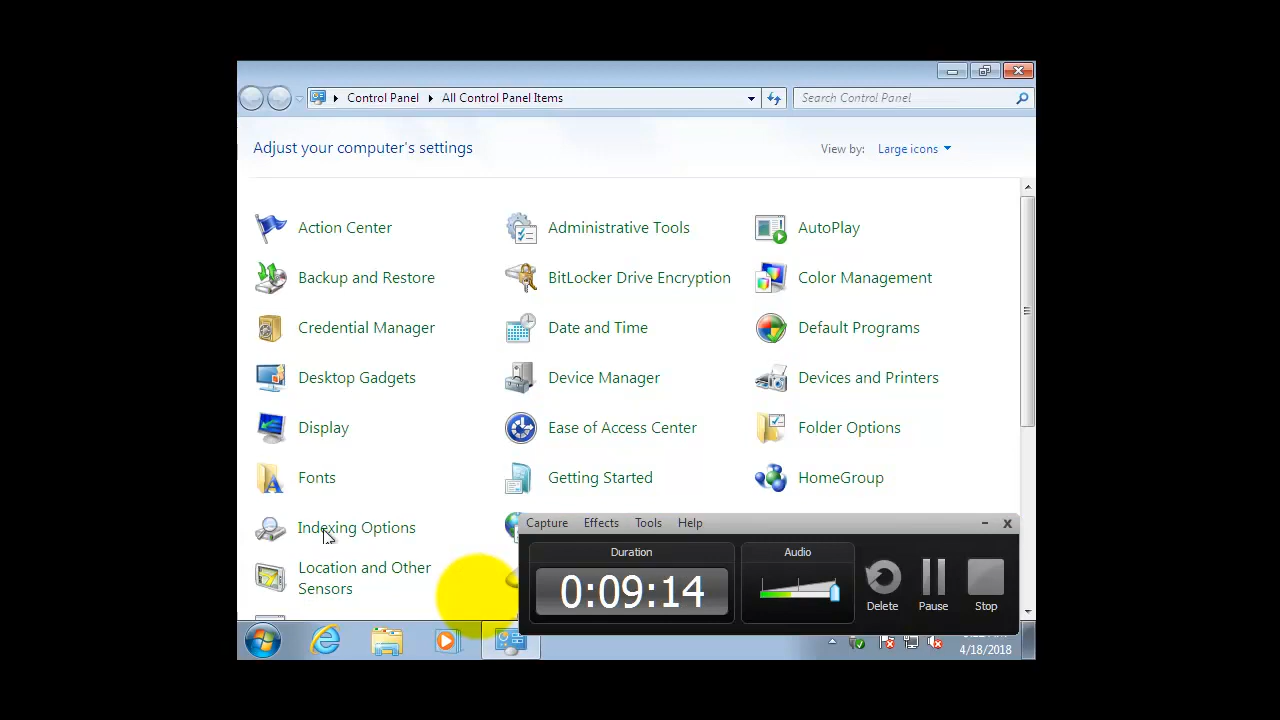 Control Panel
All Control Panel Items
Search Control Panel
Adjust your computer's settings
View by:
Large icons
Action Center
Administrative Tools
AutoPlay
Backup and Restore
BitLocker Drive Encryption
Color Management
Credential Manager
Date and Time
Default Programs
Desktop Gadgets
Device Manager
Devices and Printers
Display
Ease of Access Center
Folder Options
Fonts
Getting Started
HomeGroup
Indexing Options
Location and Other
Sensors
Capture
Effects
Tools
Help
Duration
0:09:14
Audio
Delete
Pause
Stop
4/18/2018